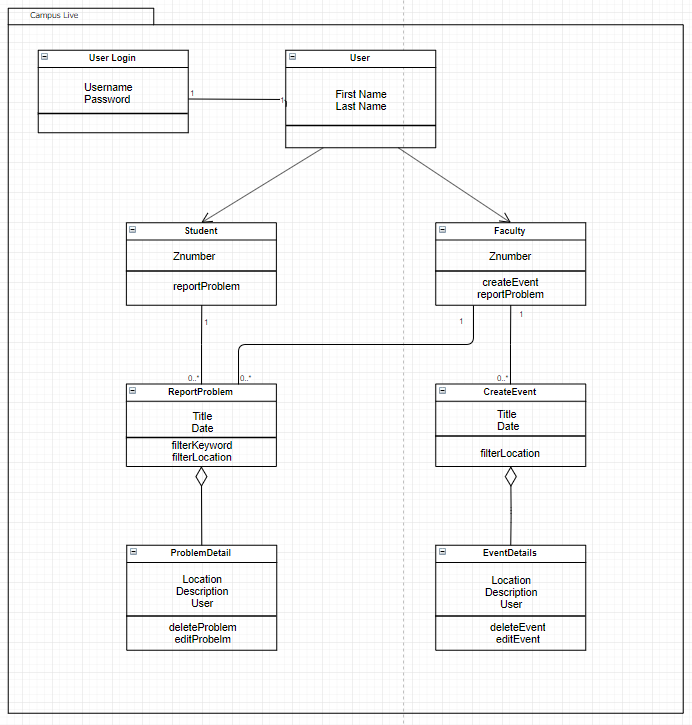 Campus Live
User Login
Username
Password
1
User
First Name
Last Name
1
Student
Znumber
reportProblem
1
0..*
Faculty
Znumber
createEvent
reportProblem
1
1
0..*
0..*
ReportProblem
Title
Date
filterKeyword
filterLocation
CreateEvent
Title
Date
filterLocation
ProblemDetail
Location
Description
User
deleteProblem
editProbelm
EventDetails
Location
Description
User
deleteEvent
editEvent